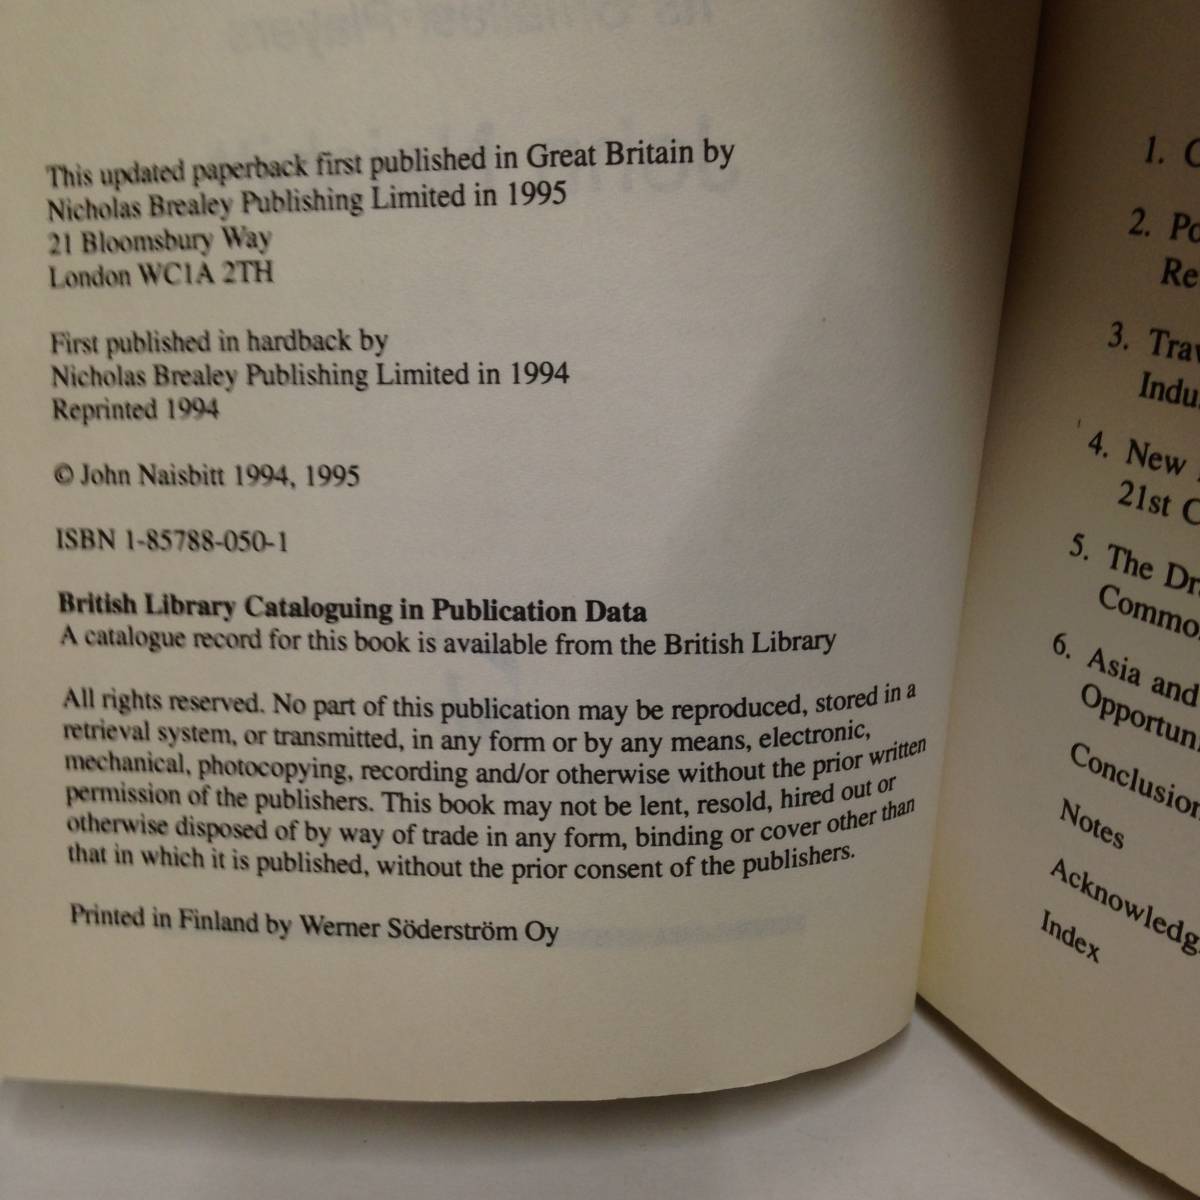 This updated paperback first published in Great Britain by
Nicholas Brealey Publishing Limited in 1995
21 Bloomsbury Way
London WC1A 2TH
First published in hardback by
Nicholas Brealey Publishing Limited in 1994
Reprinted 1994
© John Naisbitt 1994, 1995
ISBN 1-85788-050-1
British Library Cataloguing in Publication Data
A catalogue record for this book is available from the British Library
All rights reserved. No part of this publication may be reproduced, stored in a
retrieval system, or transmitted, in any form or by any means, electronic,
mechanical, photocopying, recording and/or otherwise without the prior written
permission of the publishers. This book may not be lent, resold, hired out or
otherwise disposed of by way of trade in any form, binding or cover other than
that in which it is published, without the prior consent of the publishers.
Printed in Finland by Werner Söderström Oy
1.
2.
3.
4. New
21st
5. The
6. Asia and
Notes
Index